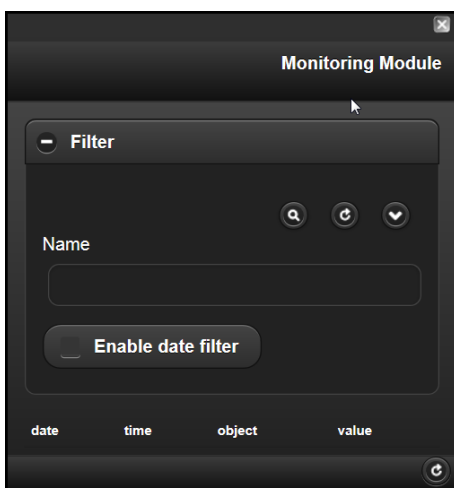 Monitoring Module
Filter
Name
Enable date filter
date time object value